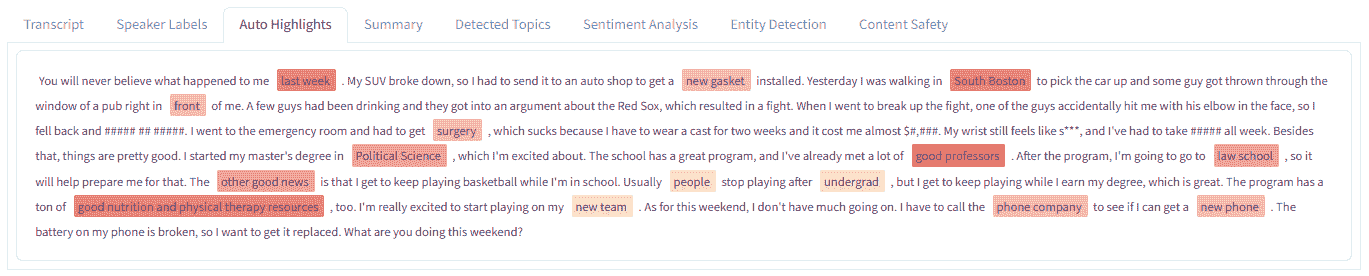 Transcript Speaker Labels Auto Highlights Summary Detected Topics Sentiment Analysis Entity Detection Content Safety
You will never believe what happened to me last week . My SUV broke down, so I had to send it to an auto shop to get a new gasket installed. Yesterday I was walking in South Boston to pick the car up and some guy got thrown through the
window of a pub right in front of me. A few guys had been drinking and they got into an argument about the Red Sox, which resulted in a fight. When I went to break up the fight, one of the guys accidentally hit me with his elbow in the face, so I
fell back and ##### ## #####. I went to the emergency room and had to get surgery , which sucks because I have to wear a cast for two weeks and it cost me almost $#,###. My wrist still feels like s***, and I've had to take ##### all week. Besides
that, things are pretty good. I started my master's degree in Political Science , which I'm excited about. The school has a great program, and I've already met a lot of good professors . After the program, I'm going to go to law school , so it
will help prepare me for that. The other good news is that I get to keep playing basketball while I'm in school. Usually people stop playing after undergrad , but I get to keep playing while I earn my degree, which is great. The program has a
ton of good nutrition and physical therapy resources , too. I'm really excited to start playing on my new team . As for this weekend, I don't have much going on. I have to call the phone company to see if I can get a new phone . The
battery on my phone is broken, so I want to get it replaced. What are you doing this weekend?